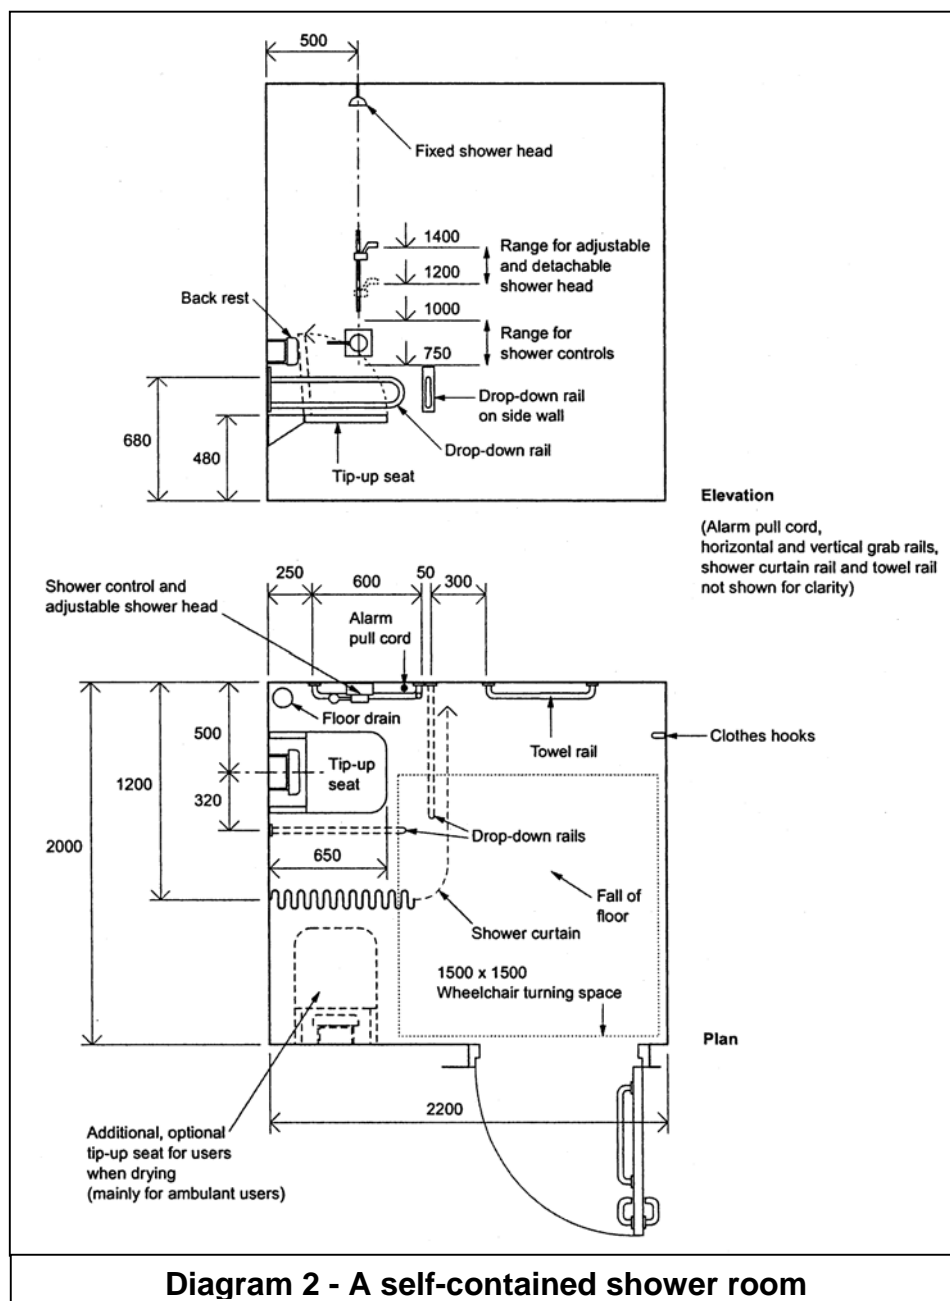 500
Fixed shower head
1400
Range for adjustable
and detachable
shower head
1200
Back rest
1000
Range for
shower controls
750
Drop-down rail
on side wall
680
480
Drop-down rail
Tip-up seat
Elevation
(Alarm pull cord,
horizontal and vertical grab rails,
shower curtain rail and towel rail
not shown for clarity)
250
600
50
300
Shower control and
adjustable shower head
Alarm
pull cord
Floor drain
Towel rail
Clothes hooks
500
Tip-up
seat
1200
320
2000
Drop-down rails
650
Fall of
floor
Shower curtain
1500 x 1500
Wheelchair turning space
Plan
2200
Additional, optional
tip-up seat for users
when drying
(mainly for ambulant users)
Diagram 2 - A self-contained shower room